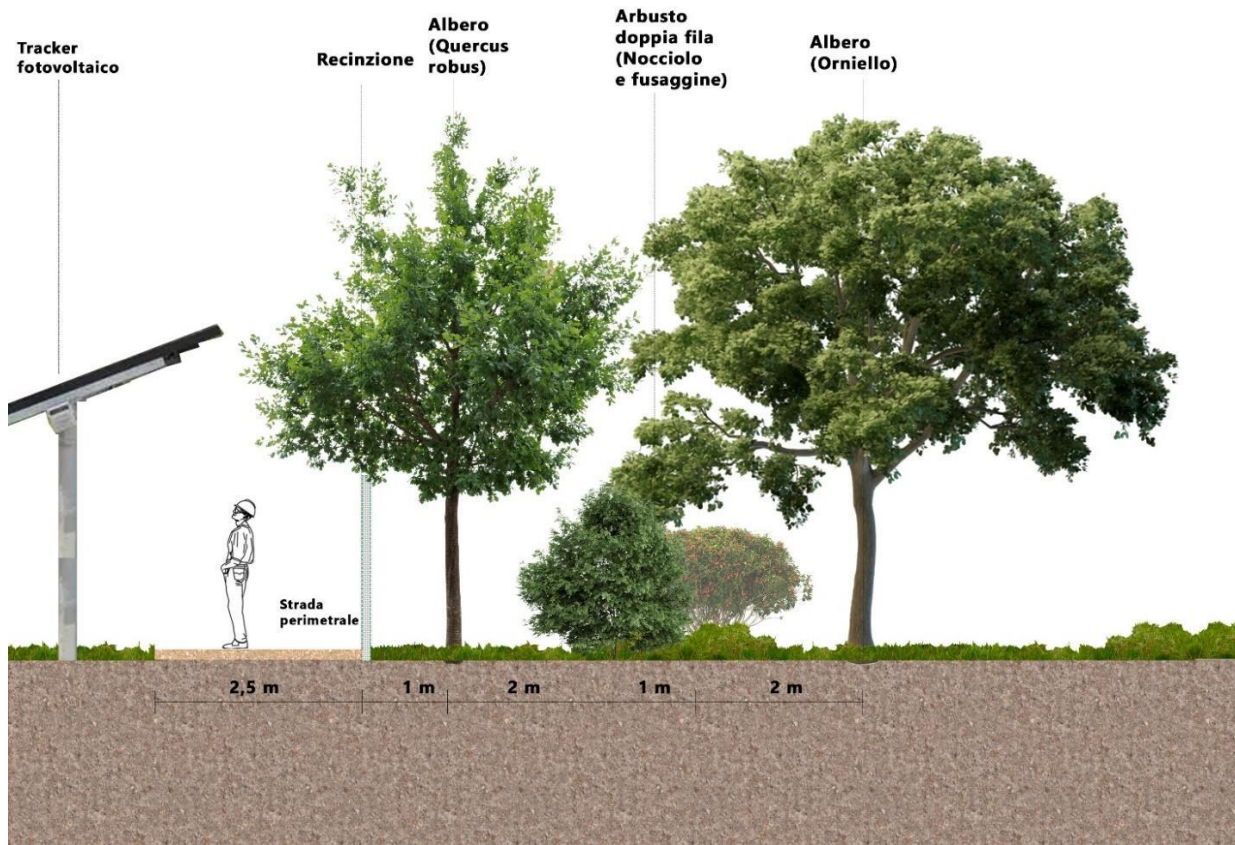 Tracker
fotovoltaico
Recinzione
Albero
(Quercus
robus)
Arbusto
doppia fila
(Nocciolo
e fusaggine)
Albero
(Orniello)
Strada
perimetrale
2,5 m
1 m
2 m
1 m
2 m